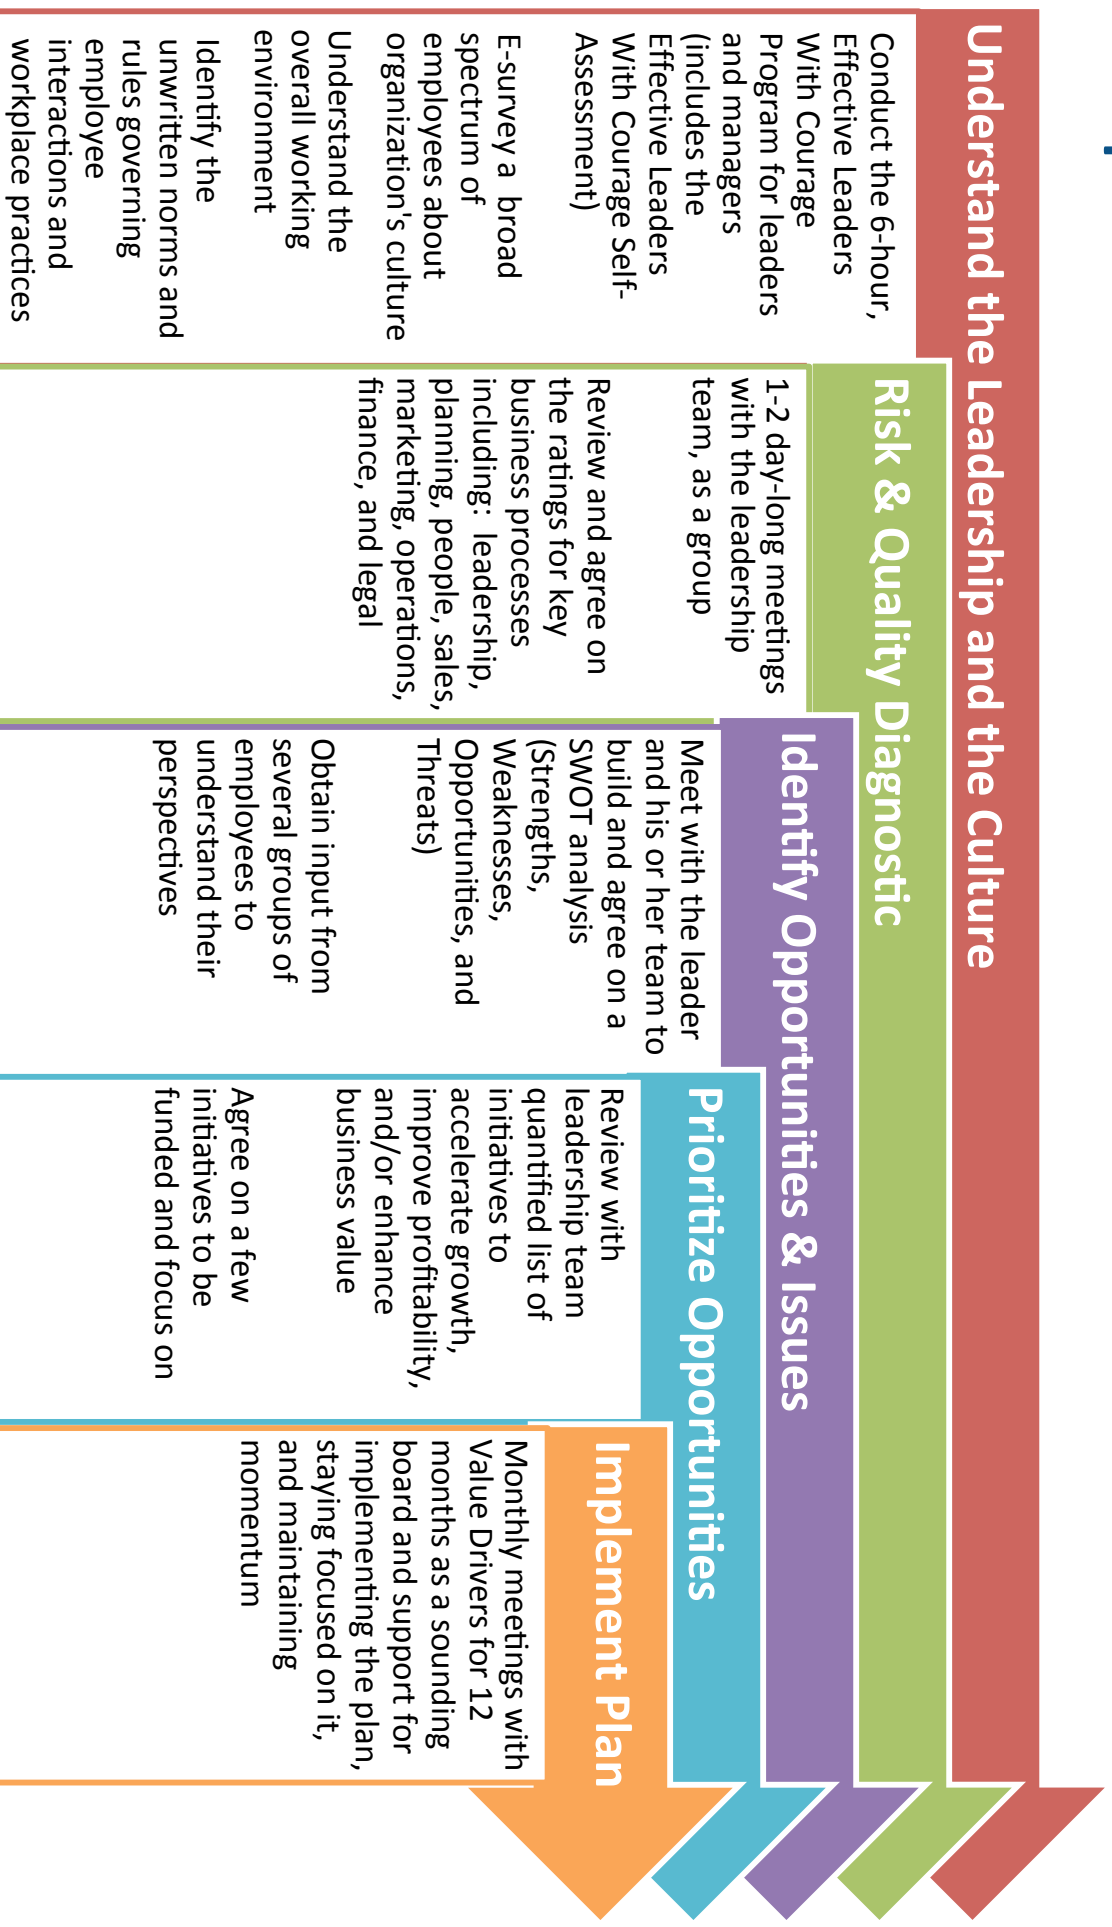 Understand the Leadership and the Culture
Conduct the 6-hour,
Effective Leaders
With Courage
Program for leaders
and managers
(includes the
Effective Leaders
With Courage Self-
Assessment)
E-survey a  broad
spectrum of
employees about
organization's culture
Understand the
overall working
environment
Identify the
unwritten norms and
rules governing
employee
interactions and
workplace practices
Risk & Quality Diagnostic
1-2 day-long meetings
with the leadership
team, as a group
Review and agree on
the ratings for key
business processes
including:  leadership,
planning, people, sales,
marketing, operations,
finance, and legal
Identify Opportunities & Issues
Meet with the leader
and his or her team to
build and agree on a
SWOT analysis
(Strengths,
Weaknesses,
Opportunities, and
Threats)
Obtain input from
several groups of
employees to
understand their
perspectives
Prioritize Opportunities
Review with
leadership team
quantified list of
initiatives to
accelerate growth,
improve profitability,
and/or enhance
business value
Agree on a few
initiatives to be
funded and focus on
Implement Plan
Monthly meetings with
Value Drivers for 12
months as a sounding
board and support for
implementing the plan,
staying focused on it,
and maintaining
momentum